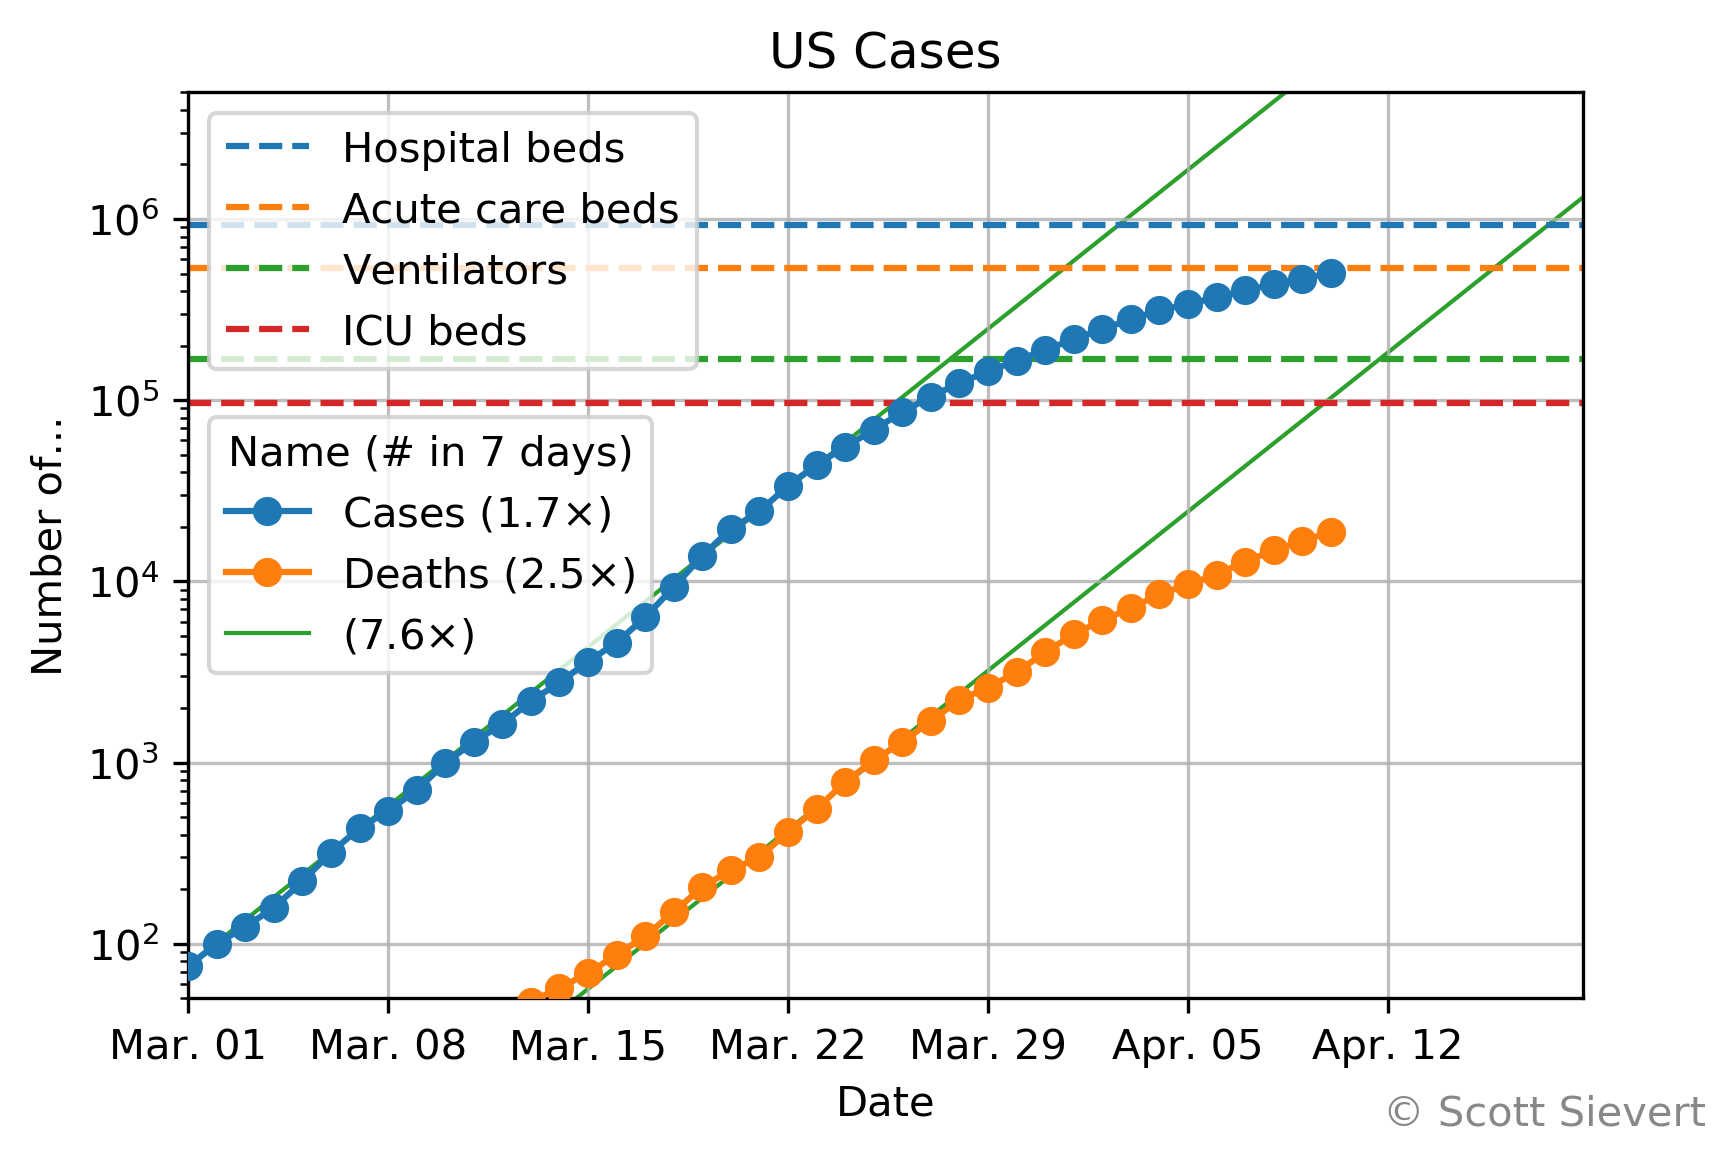 US Cases
Hospital beds
Acute care beds
Ventilators
ICU beds
Name (# in 7 days)
Cases (1.7×)
Deaths (2.5×)
(7.6×)
Number of...
10⁶
10⁵
10⁴
10³
10²
Mar. 01 Mar. 08 Mar. 15 Mar. 22 Mar. 29 Apr. 05 Apr. 12
Date
© Scott Sievert